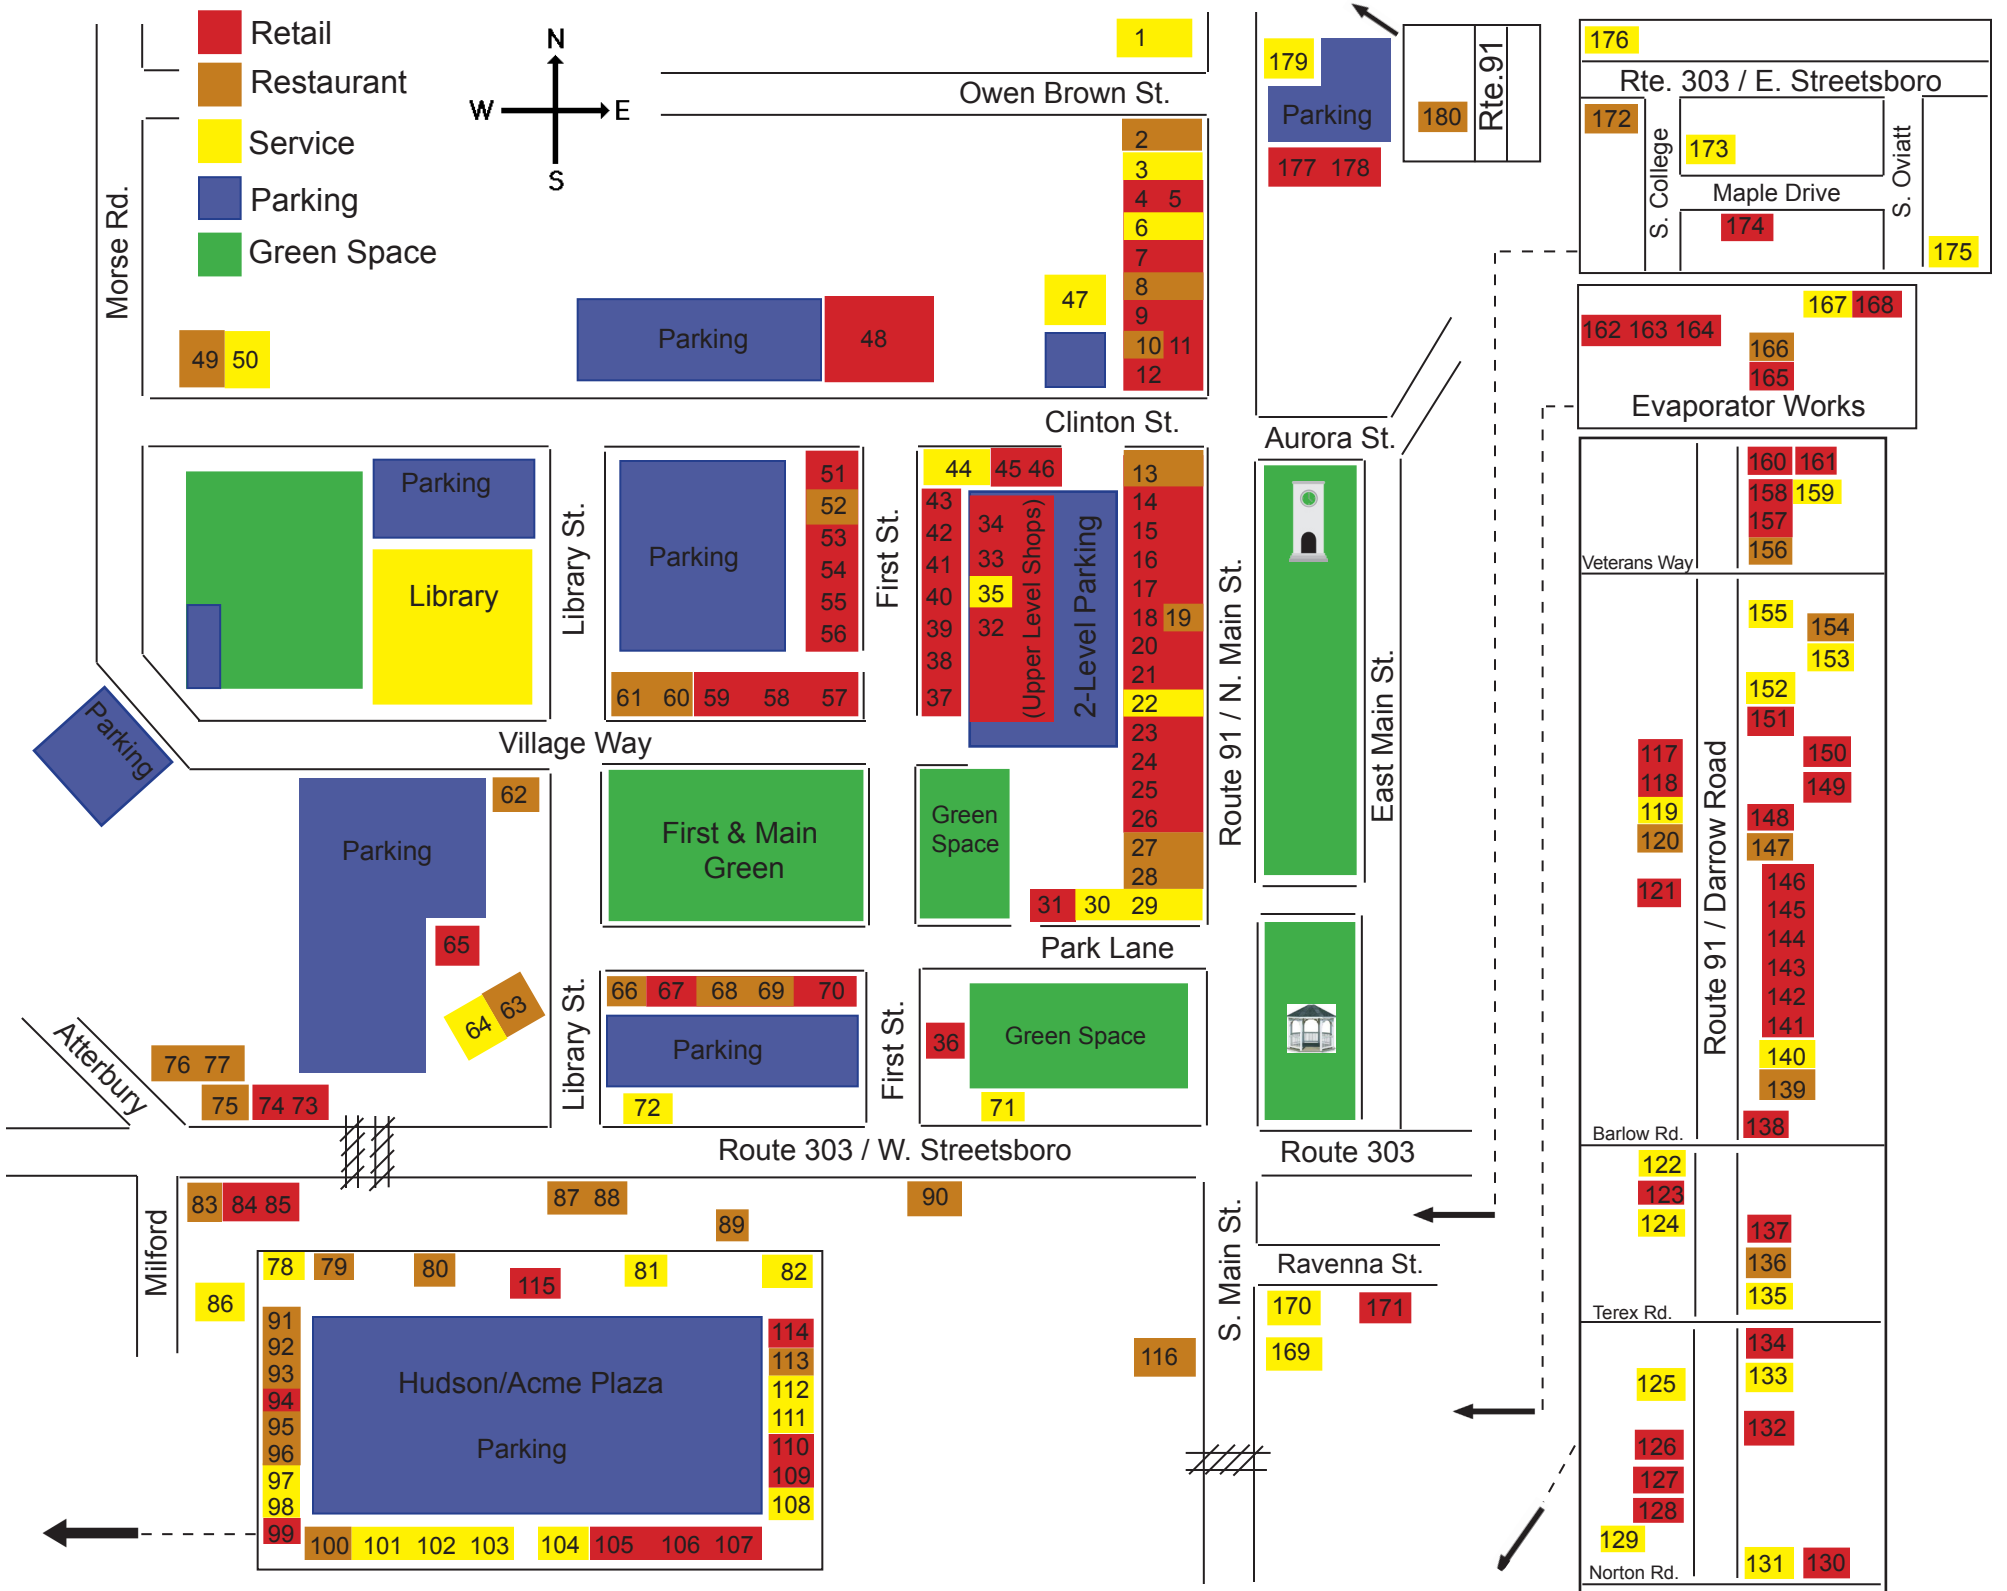 Retail
Restaurant
Service
Parking
Green Space
N
W E
S
Morse Rd.
Owen Brown St.
1
2
3
4 5
6
7
8
9
10 11
12
47
48
Parking
49 50
Clinton St.
179
Parking
177 178
180
Rte.91
Aurora St.
176
Rte. 303 / E. Streetsboro
172
S. College
173
Maple Drive
174
S. Oviatt
175
167 168
162 163 164
166
165
Evaporator Works
Parking
Library
Library St.
Parking
51
52
53
54
55
56
61 60 59 58 57
First St.
44 45 46
43
42
41
40
39
38
37
34
33
35
32
(Upper Level Shops)
2-Level Parking
13
14
15
16
17
18 19
20
21
22
23
24
25
26
27
28
31 30 29
Route 91 / N. Main St.
East Main St.
Village Way
Parking
Parking
62
65
63
64
First & Main
Green
Green
Space
Park Lane
Library St.
66 67 68 69 70
Parking
72
First St.
36
Green Space
71
Atterbury
76 77
75 74 73
Route 303 / W. Streetsboro
Route 303
Milford
83 84 85
87 88
89
90
86
78 79 80 115 81 82
91
92
93
94
95
96
97
98
99
Hudson/Acme Plaza
Parking
114
113
112
111
110
109
108
100 101 102 103 104 105 106 107
116
S. Main St.
Ravenna St.
170 171
169
160 161
158 159
157
156
Veterans Way
155
154
153
152
151
150
149
148
147
146
145
144
143
142
141
140
139
138
117
118
119
120
121
Route 91 / Darrow Road
Barlow Rd.
122
123
124
137
136
135
Terex Rd.
134
133
132
125
126
127
128
129
131 130
Norton Rd.